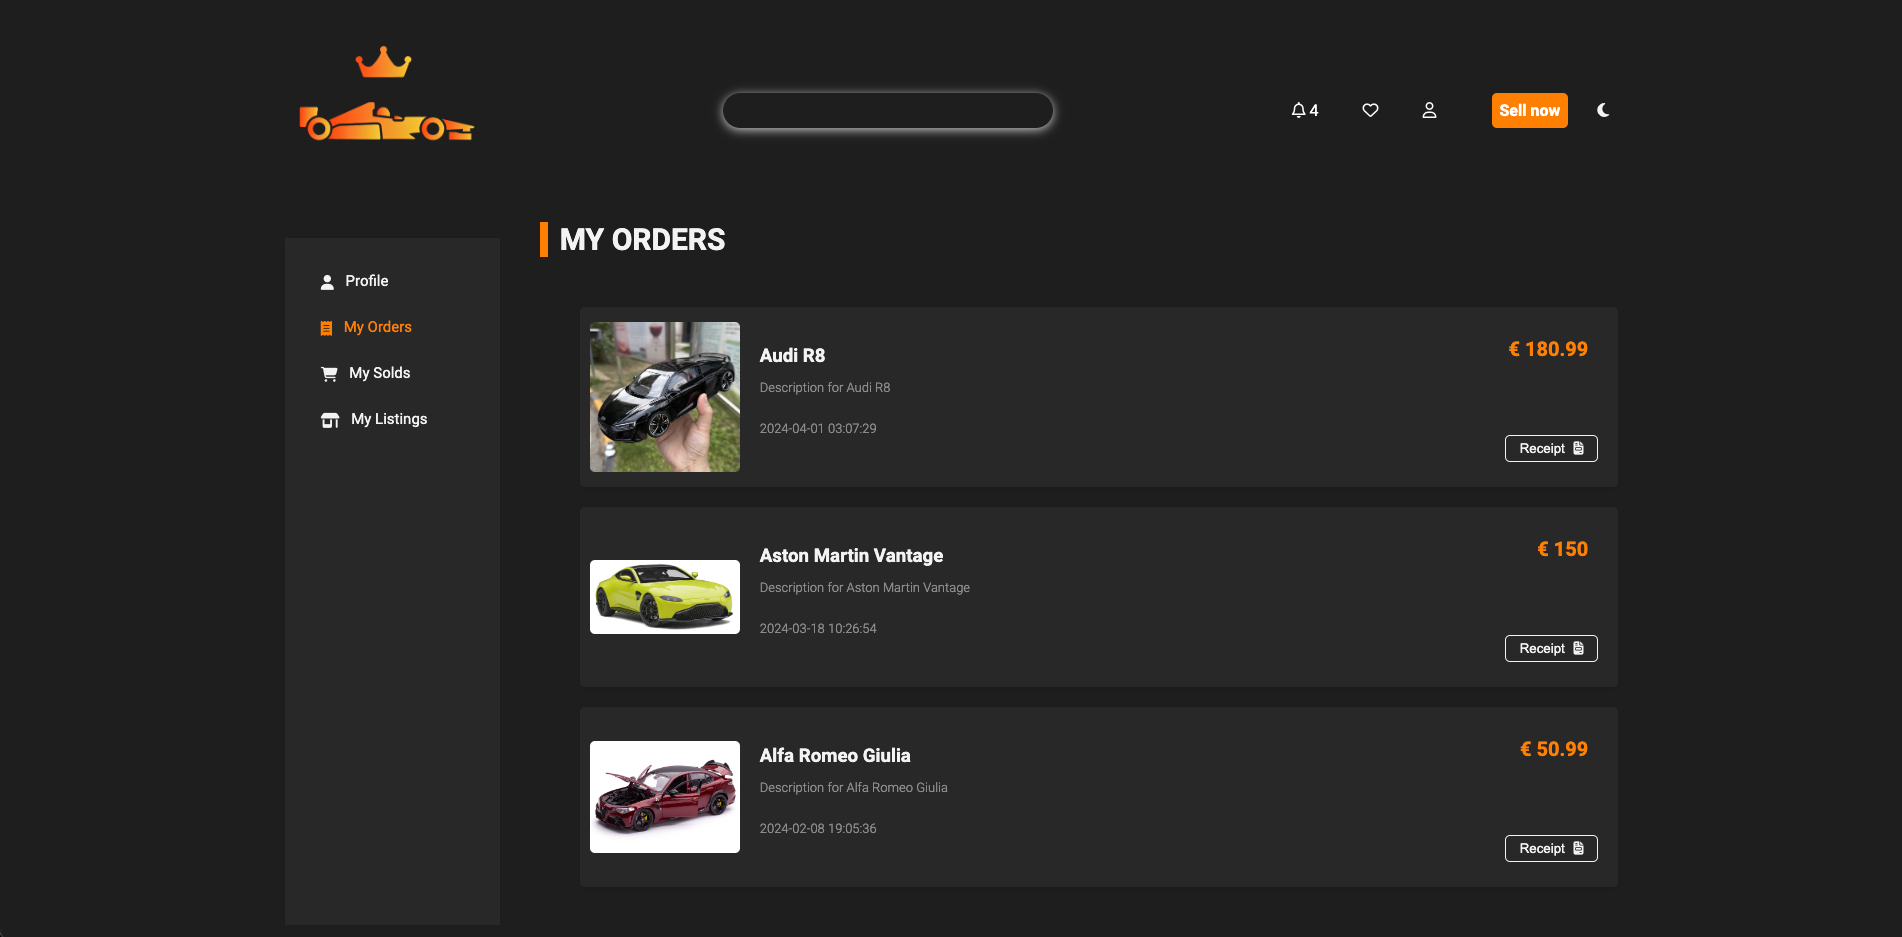 4
Sell now
MY ORDERS
Profile
My Orders
My Solds
My Listings
Audi R8
€ 180.99
Description for Audi R8
2024-04-01 03:07:29
Receipt
Aston Martin Vantage
€ 150
Description for Aston Martin Vantage
2024-03-18 10:26:54
Receipt
Alfa Romeo Giulia
€ 50.99
Description for Alfa Romeo Giulia
2024-02-08 19:05:36
Receipt